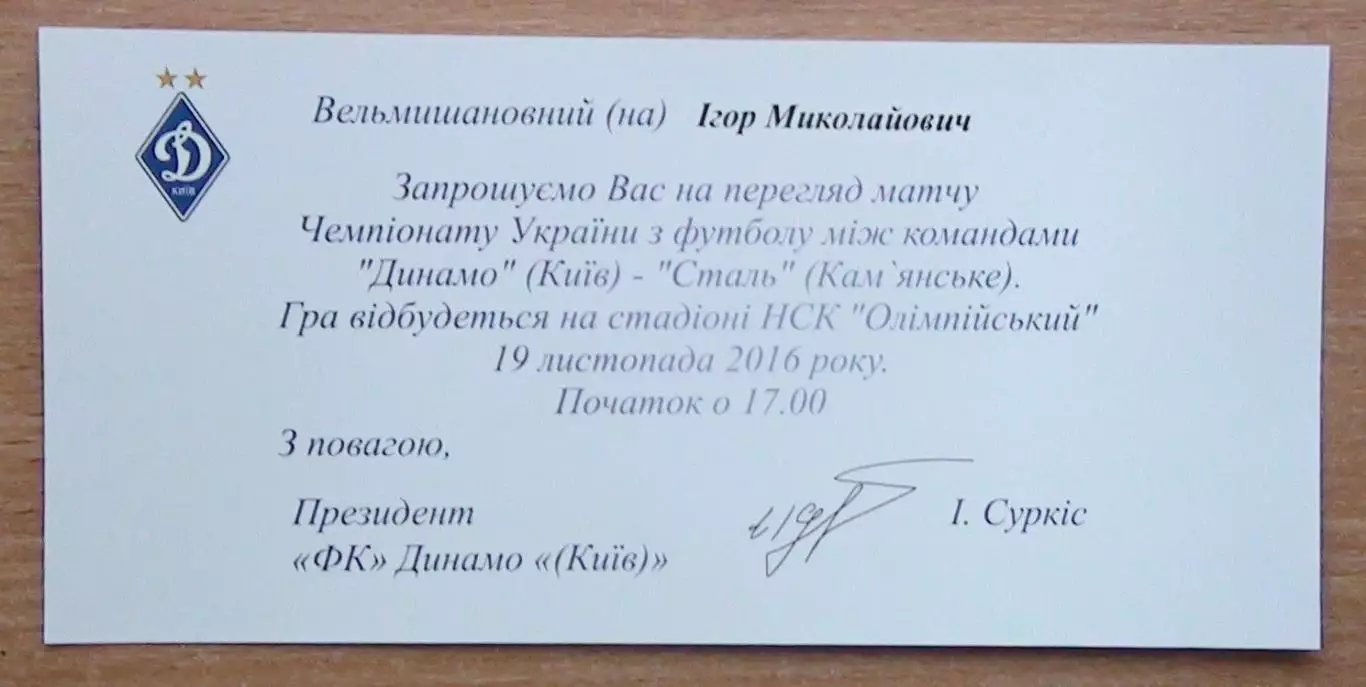 Вельмишановний (на) Ігор Миколайович
Запрошуємо Вас на перегляд матчу
Чемпіонату України з футболу між командами
"Динамо" (Київ) - "Сталь" (Кам`янське).
Гра відбудеться на стадіоні НСК "Олімпійський"
19 листопада 2016 року.
Початок о 17.00
З повагою,
Президент
«ФК» Динамо «(Київ)»
І. Суркіс
Д
КИЇВ